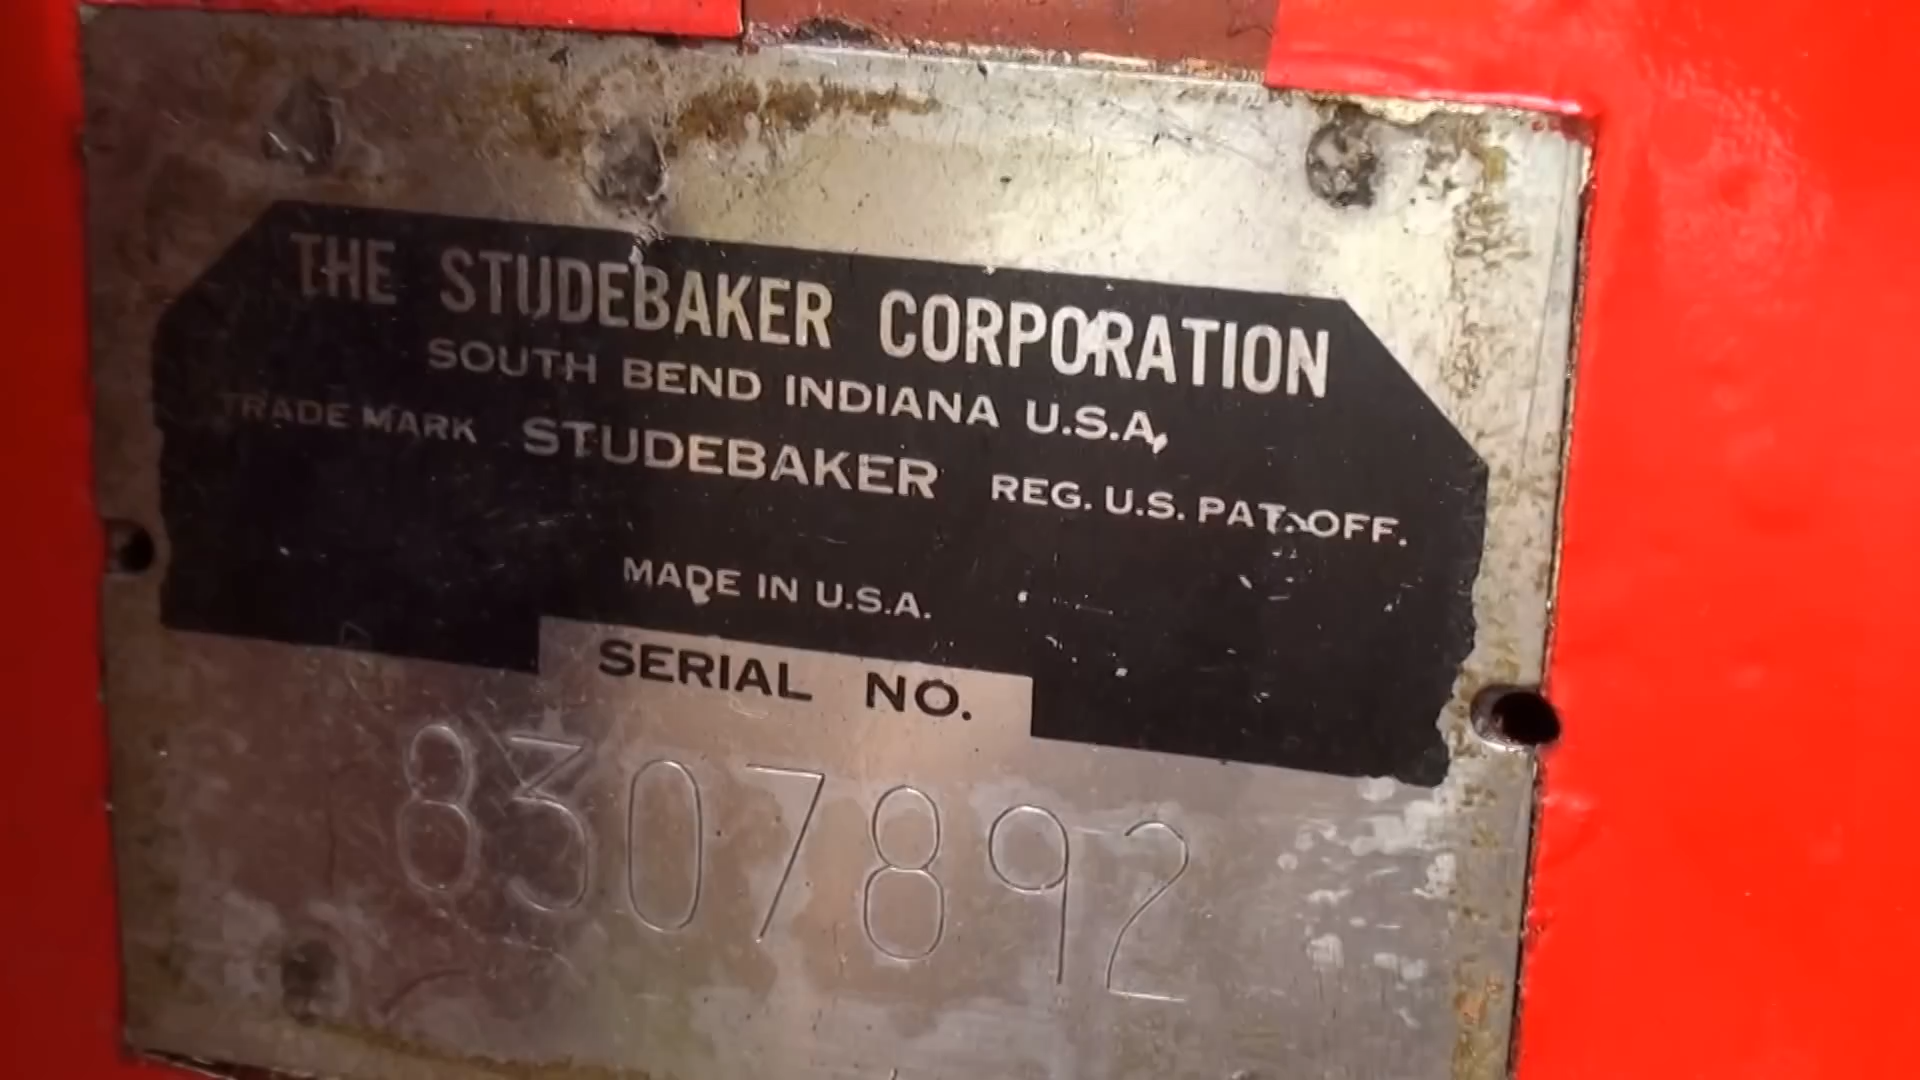 THE STUDEBAKER CORPORATION
SOUTH BEND INDIANA U.S.A.
TRADE MARK STUDEBAKER REG. U.S. PAT. OFF.
MADE IN U.S.A.
SERIAL NO.
8307892